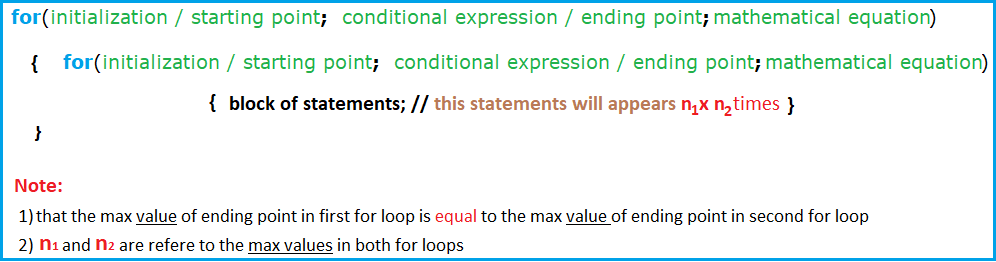 for(initialization / starting point; conditional expression / ending point; mathematical equation)
{ for(initialization / starting point; conditional expression / ending point; mathematical equation)
{ block of statements; // this statements will appears n1x n2 times }
}
Note:
1) that the max value of ending point in first for loop is equal to the max value of ending point in second for loop
2) n1 and n2 are refere to the max values in both for loops